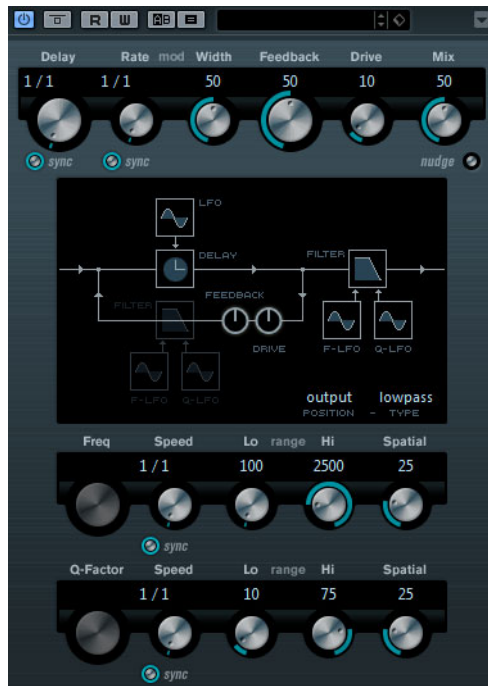 R W AB
Delay Rate mod Width Feedback Drive Mix
1 / 1 1 / 1 50 50 10 50
sync sync nudge
LFO
DELAY FILTER
FILTER FEEDBACK
DRIVE F-LFO Q-LFO
F-LFO Q-LFO
output lowpass
POSITION - TYPE
Freq Speed Lo range Hi Spatial
1 / 1 100 2500 25
sync
Q-Factor Speed Lo range Hi Spatial
1 / 1 10 75 25
sync